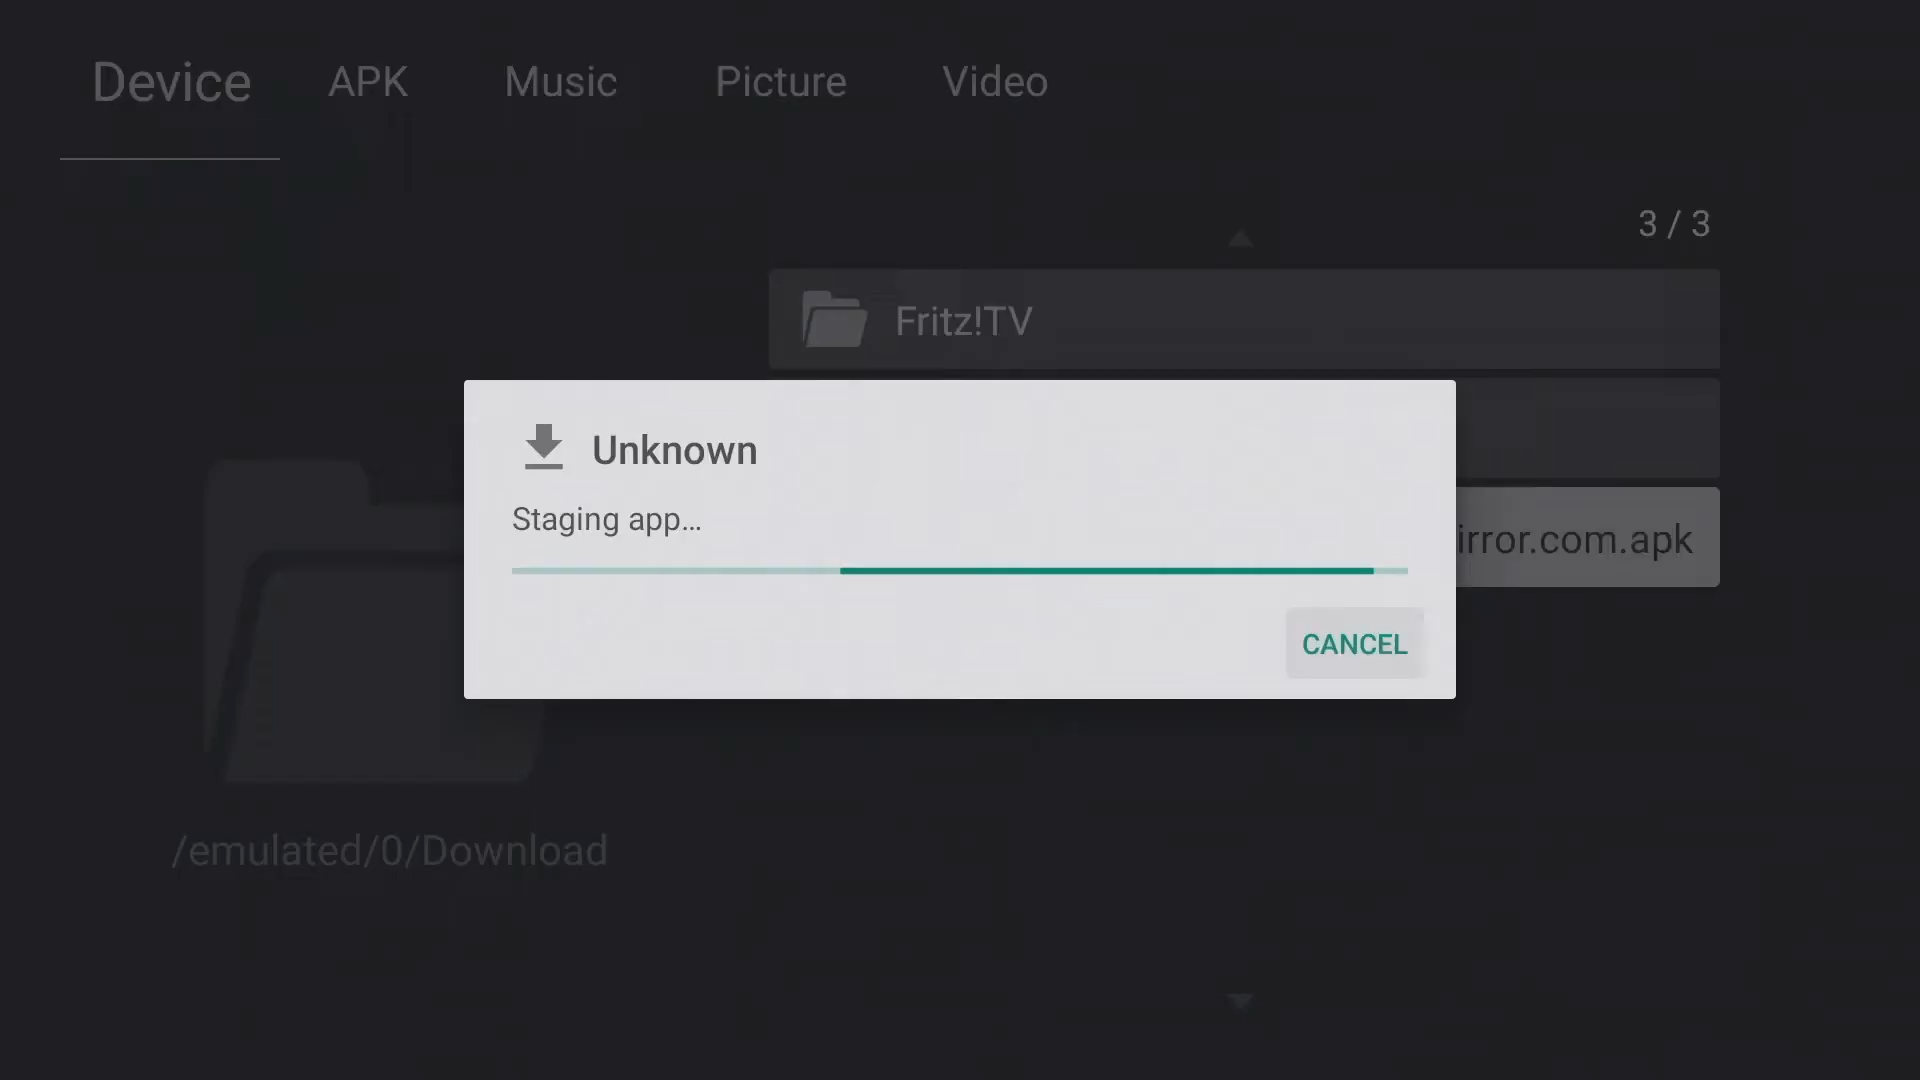 Device APK Music Picture Video
3 / 3
Fritz!TV
Unknown
Staging app...
irror.com.apk
CANCEL
/emulated/0/Download